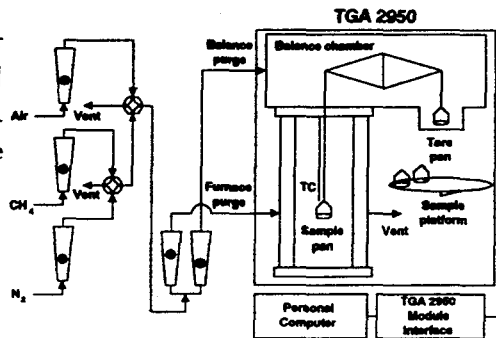 TGA 2950
Balance
purge
Balance chamber
Air
Vent
Tare
pan
Vent
CH₄
Furnace
purge
TC
Sample
pan
Vent
Sample
platform
N₂
Personal
Computer
TGA 2950
Module
Interface